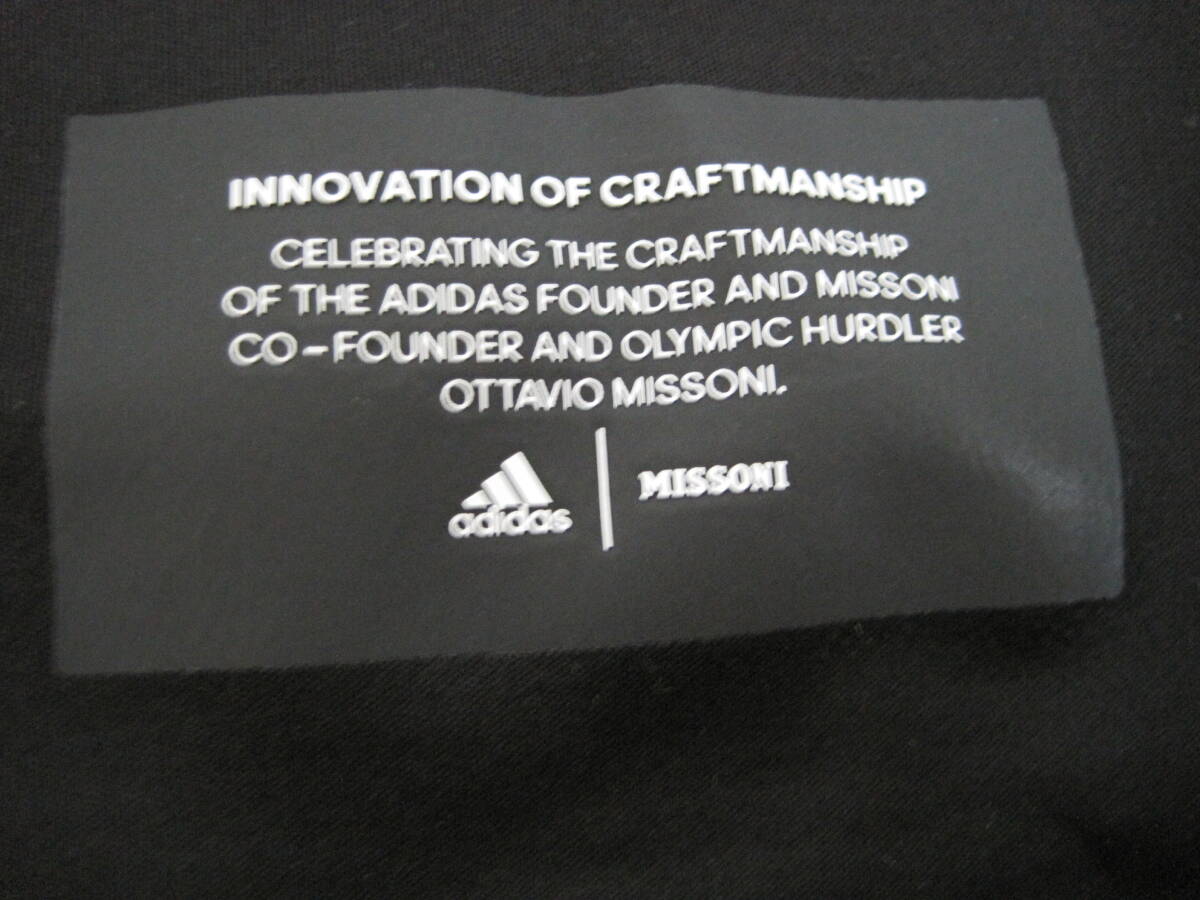 INNOVATION OF CRAFTMANSHIP
CELEBRATING THE CRAFTMANSHIP
OF THE ADIDAS FOUNDER AND MISSONI
CO-FOUNDER AND OLYMPIC HURDLER
OTTAVIO MISSONI.
adidas | MISSONI